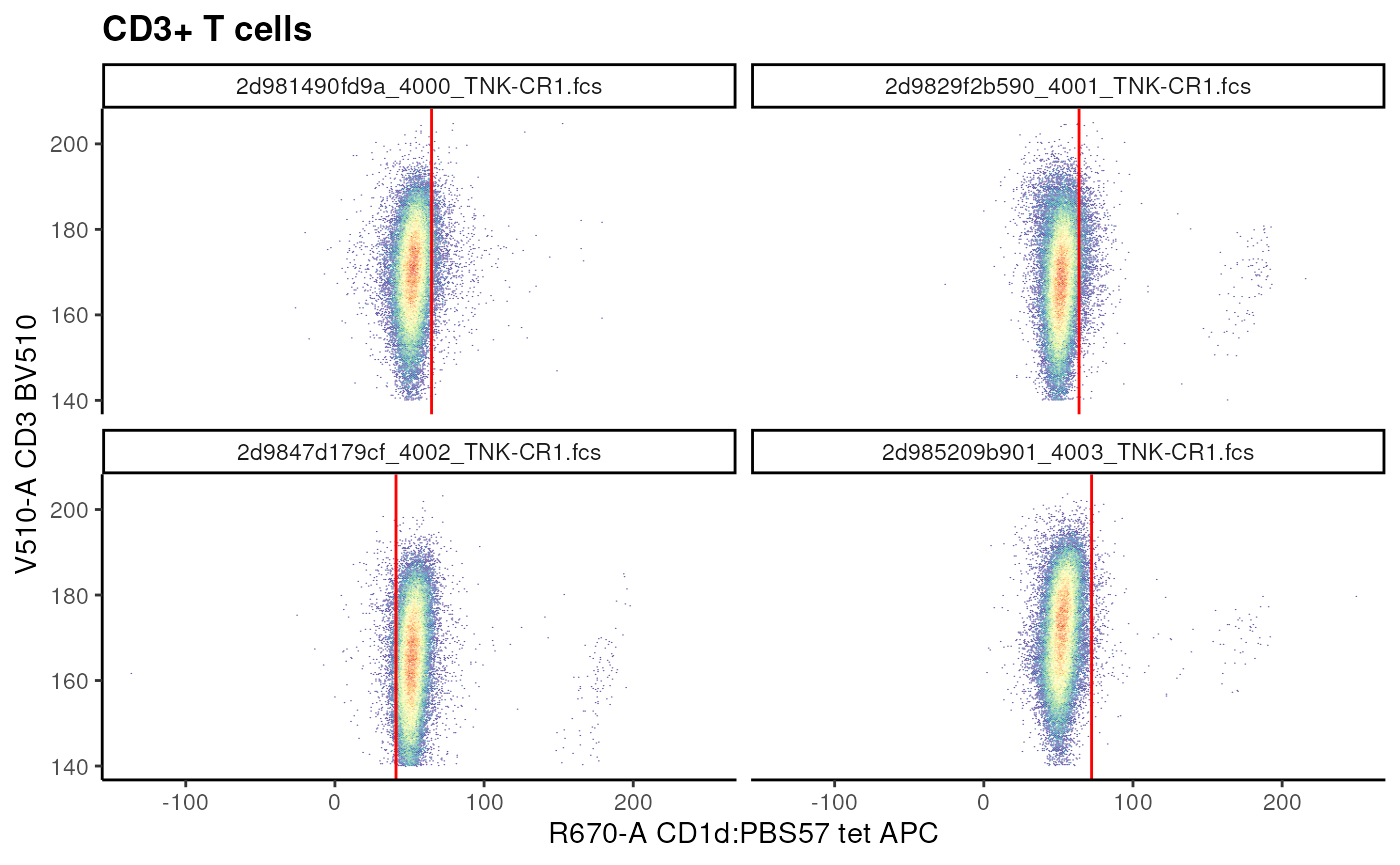 CD3+ T cells
2d981490fd9a_4000_TNK-CR1.fcs
2d9829f2b590_4001_TNK-CR1.fcs
200
180
160
140
2d9847d179cf_4002_TNK-CR1.fcs
2d985209b901_4003_TNK-CR1.fcs
200
180
160
140
V510-A CD3 BV510
-100
0
100
200
-100
0
100
200
R670-A CD1d:PBS57 tet APC